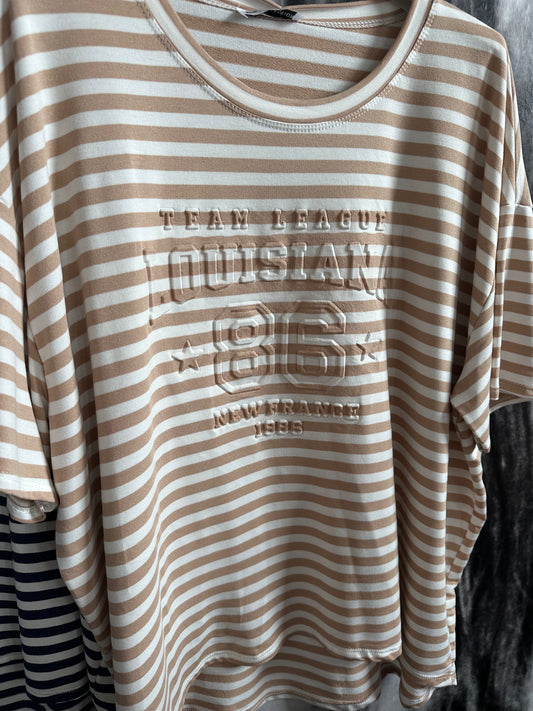 TEAM LEAGUE
LOUISIANA
86
NEW FRANCE
1986